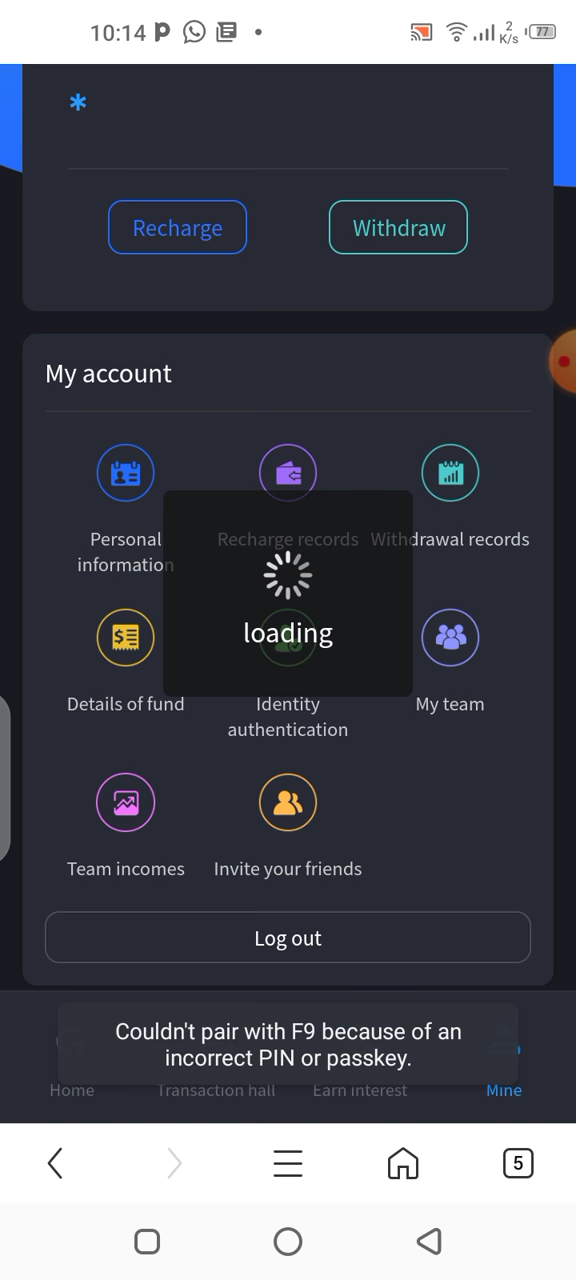 10:14
2
K/s
77
*
Recharge
Withdraw
My account
Personal
information
Recharge records
Withdrawal records
loading
Details of fund
Identity
authentication
My team
Team incomes
Invite your friends
Log out
Couldn't pair with F9 because of an
incorrect PIN or passkey.
Home
Transaction hall
Earn interest
Mine
5